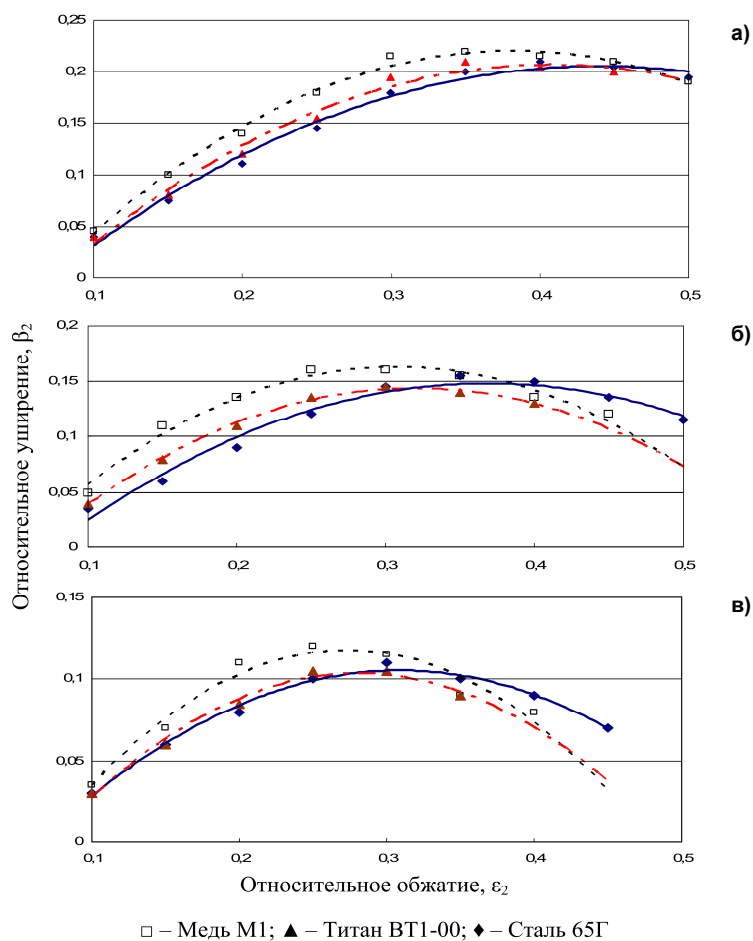 0,25
а)
0,2
0,15
0,1
0,05
0
0,1 0,2 0,3 0,4 0,5
0,2
б)
0,15
0,1
0,05
0
0,1 0,2 0,3 0,4 0,5
Относительное уширение, β₂
0,15
в)
0,1
0,05
0
0,1 0,2 0,3 0,4 0,5
Относительное обжатие, ε₂
□ – Медь М1; ▲ – Титан ВТ1-00; ♦ – Сталь 65Г